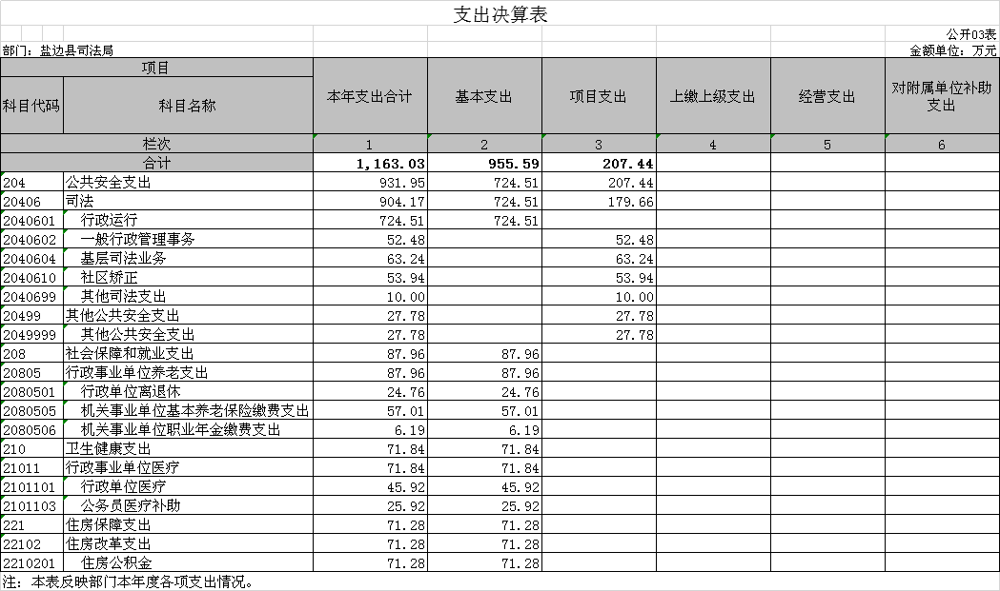 支出决算表
公开03表
部门：盐边县司法局 金额单位：万元
项目 本年支出合计 基本支出 项目支出 上缴上级支出 经营支出 对附属单位补助支出
科目代码 科目名称
栏次 1 2 3 4 5 6
合计 1,163.03 955.59 207.44
204 公共安全支出 931.95 724.51 207.44
20406 司法 904.17 724.51 179.66
2040601 行政运行 724.51 724.51
2040602 一般行政管理事务 52.48 52.48
2040604 基层司法业务 63.24 63.24
2040610 社区矫正 53.94 53.94
2040699 其他司法支出 10.00 10.00
20499 其他公共安全支出 27.78 27.78
2049999 其他公共安全支出 27.78 27.78
208 社会保障和就业支出 87.96 87.96
20805 行政事业单位养老支出 87.96 87.96
2080501 行政单位离退休 24.76 24.76
2080505 机关事业单位基本养老保险缴费支出 57.01 57.01
2080506 机关事业单位职业年金缴费支出 6.19 6.19
210 卫生健康支出 71.84 71.84
21011 行政事业单位医疗 71.84 71.84
2101101 行政单位医疗 45.92 45.92
2101103 公务员医疗补助 25.92 25.92
221 住房保障支出 71.28 71.28
22102 住房改革支出 71.28 71.28
2210201 住房公积金 71.28 71.28
注：本表反映部门本年度各项支出情况。